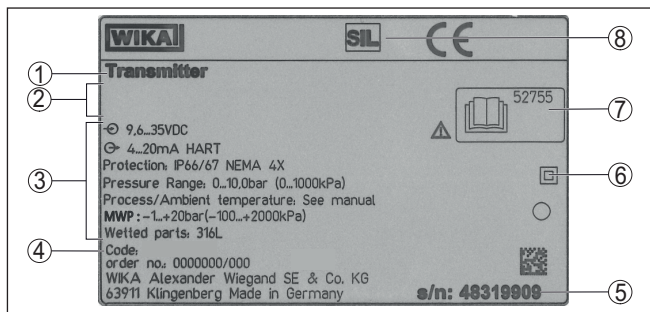 WIKA
SIL
CE
8
1
Transmitter
2
52755
7
9,6...35VDC
4...20mA HART
3
Protection: IP66/67 NEMA 4X
Pressure Range: 0...10,0bar (0...1000kPa)
6
Process/Ambient temperature: See manual
MWP:-1...+20bar(-100...+2000kPa)
Wetted parts: 316L
4
Code:
order no.: 0000000/000
WIKA Alexander Wiegand SE & Co. KG
63911 Klingenberg Made in Germany
s/n: 48319909
5